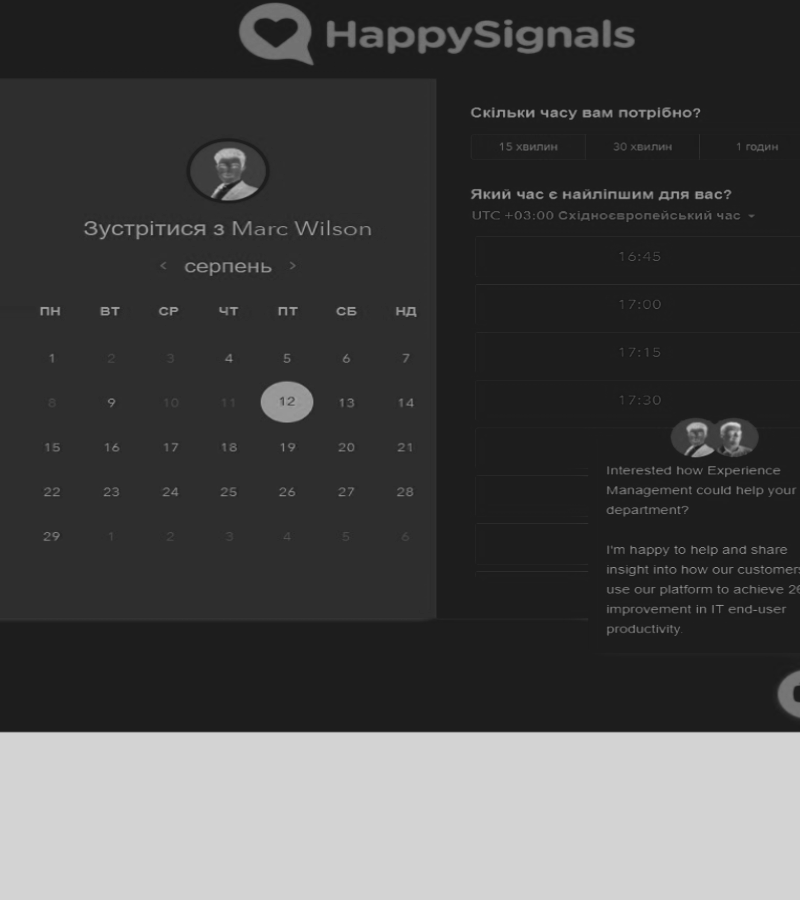 HappySignals
Зустрітися з Marc Wilson
серпень
ПН ВТ СР ЧТ ПТ СБ НД
1 2 3 4 5 6 7
8 9 10 11 12 13 14
15 16 17 18 19 20 21
22 23 24 25 26 27 28
29 1 2 3 4 5 6
Скільки часу вам потрібно?
15 хвилин 30 хвилин 1 годин
Який час є найліпшим для вас?
UTC +03:00 Східноєвропейський час
16:45
17:00
17:15
17:30
Interested how Experience
Management could help your
department?
I'm happy to help and share
insight into how our customers
use our platform to achieve 26
improvement in IT end-user
productivity.